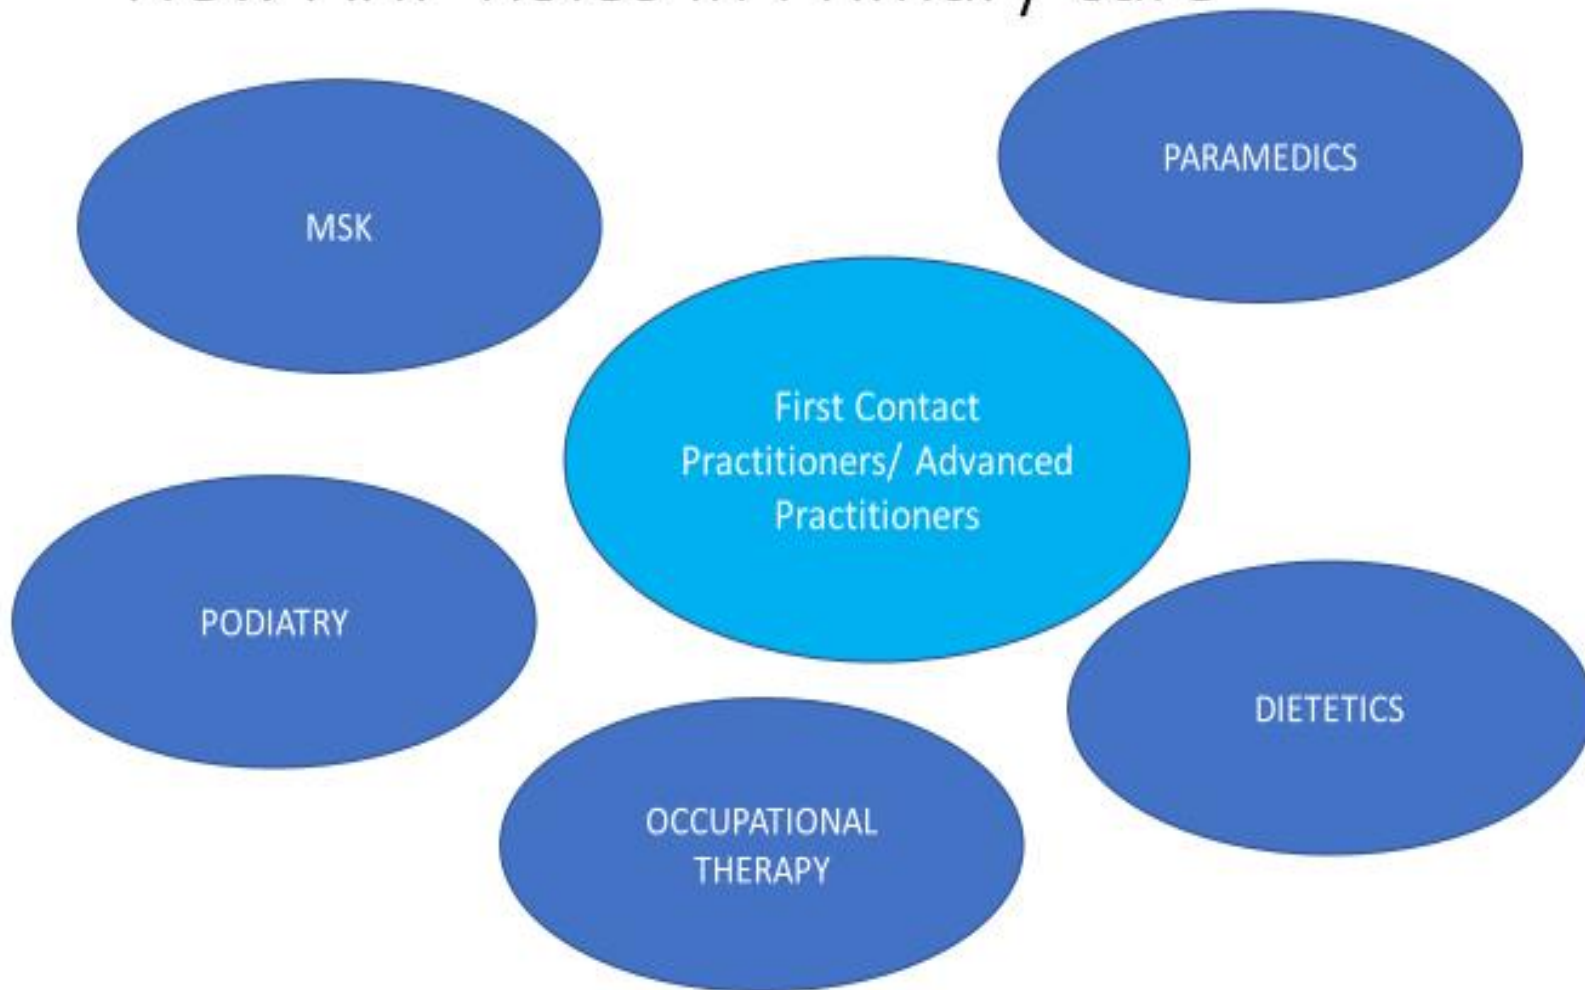 PARAMEDICS
MSK
First Contact
Practitioners/ Advanced
Practitioners
PODIATRY
DIETETICS
OCCUPATIONAL
THERAPY